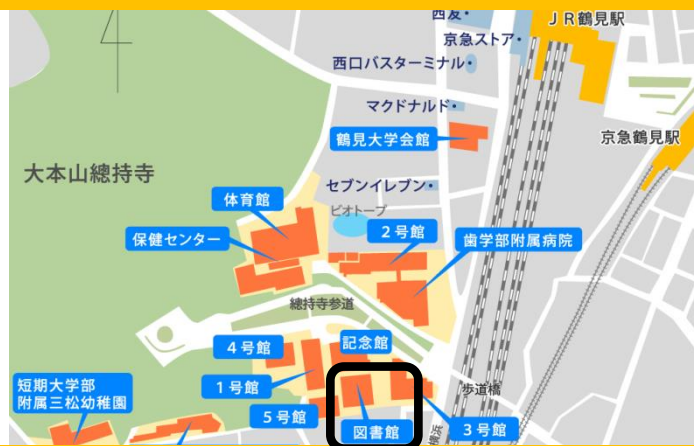 西友・
JR鶴見駅
京急ストア・
西口バスターミナル・
マクドナルド・
鶴見大学会館
京急鶴見駅
大本山總持寺
セブンイレブン・
体育館
ビオトープ
保健センター
2号館
歯学部附属病院
總持寺参道
4号館
記念館
1号館
歩道橋
短期大学部
附属三松幼稚園
5号館
図書館
横浜
3号館